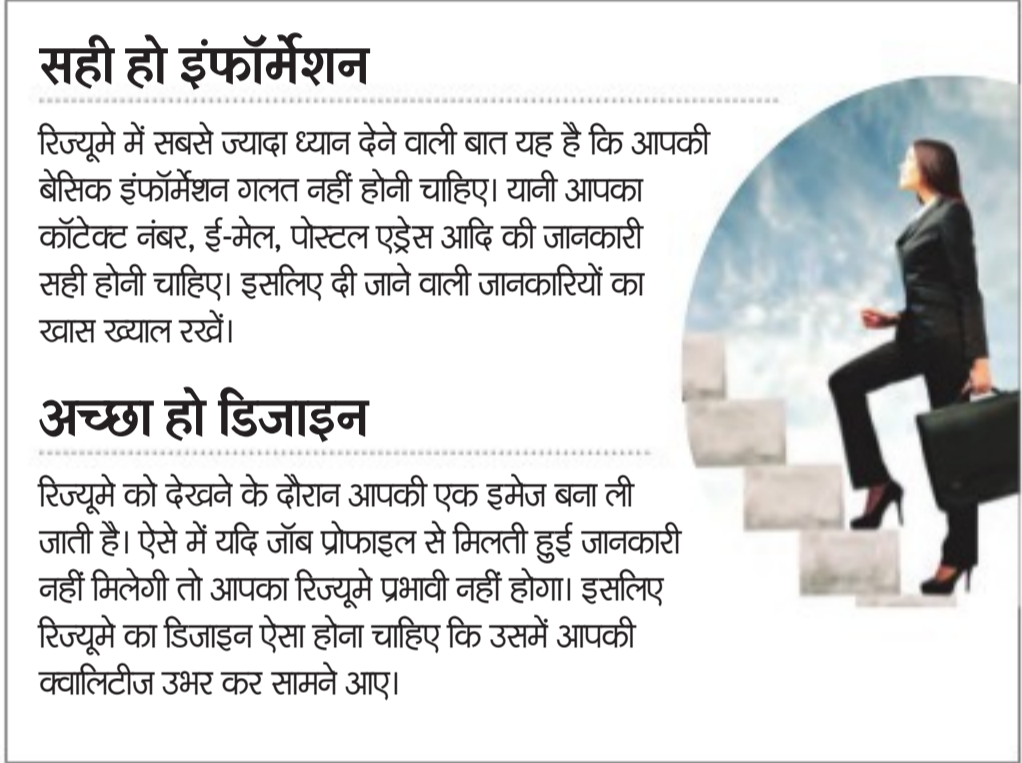 सही हो इंफॉर्मेशन
रिज्यूमे में सबसे ज्यादा ध्यान देने वाली बात यह है कि आपकी
बेसिक इंफॉर्मेशन गलत नहीं होनी चाहिए। यानी आपका
कॉटेक्ट नंबर, ई-मेल, पोस्टल एड्रेस आदि की जानकारी
सही होनी चाहिए। इसलिए दी जाने वाली जानकारियों का
खास ख्याल रखें।
अच्छा हो डिजाइन
रिज्यूमे को देखने के दौरान आपकी एक इमेज बना ली
जाती है। ऐसे में यदि जॉब प्रोफाइल से मिलती हुई जानकारी
नहीं मिलेगी तो आपका रिज्यूमे प्रभावी नहीं होगा। इसलिए
रिज्यूमे का डिजाइन ऐसा होना चाहिए कि उसमें आपकी
क्वालिटीज उभर कर सामने आए।